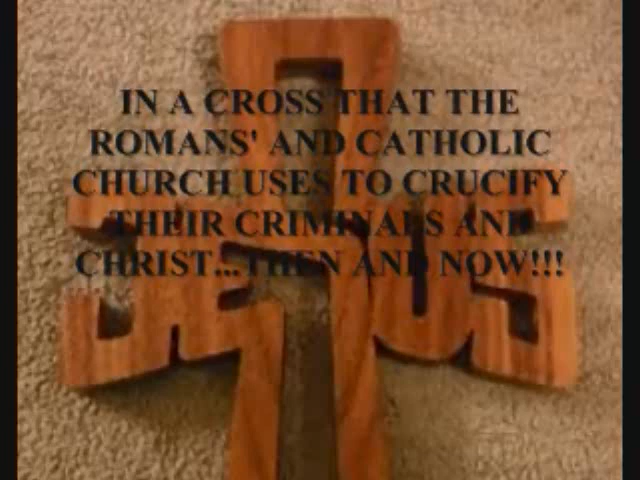 IN A CROSS THAT THE
ROMANS' AND CATHOLIC
CHURCH USES TO CRUCIFY
THEIR CRIMINALS AND
CHRIST...THEN AND NOW!!!
JESUS